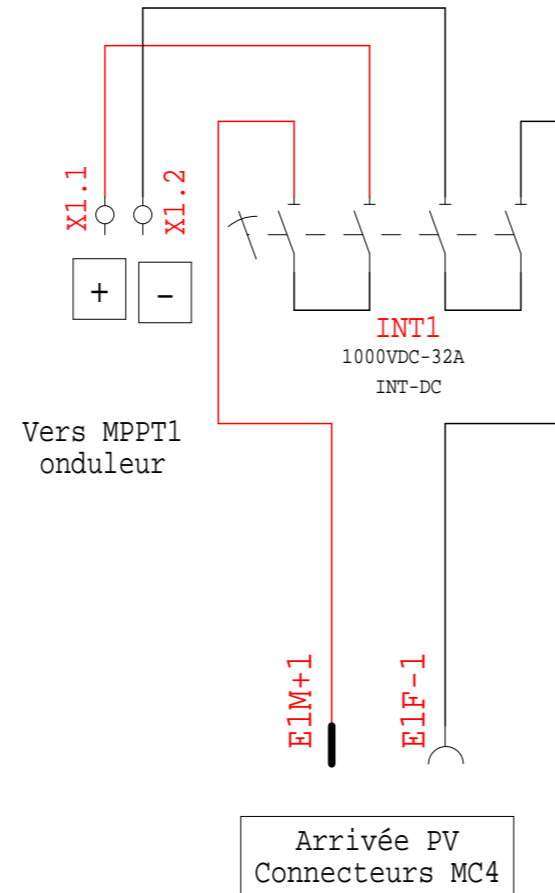 X1.1
X1.2
+
-
INT1
1000VDC-32A
INT-DC
Vers MPPT1
onduleur
E1M+1
E1F-1
Arrivée PV
Connecteurs MC4